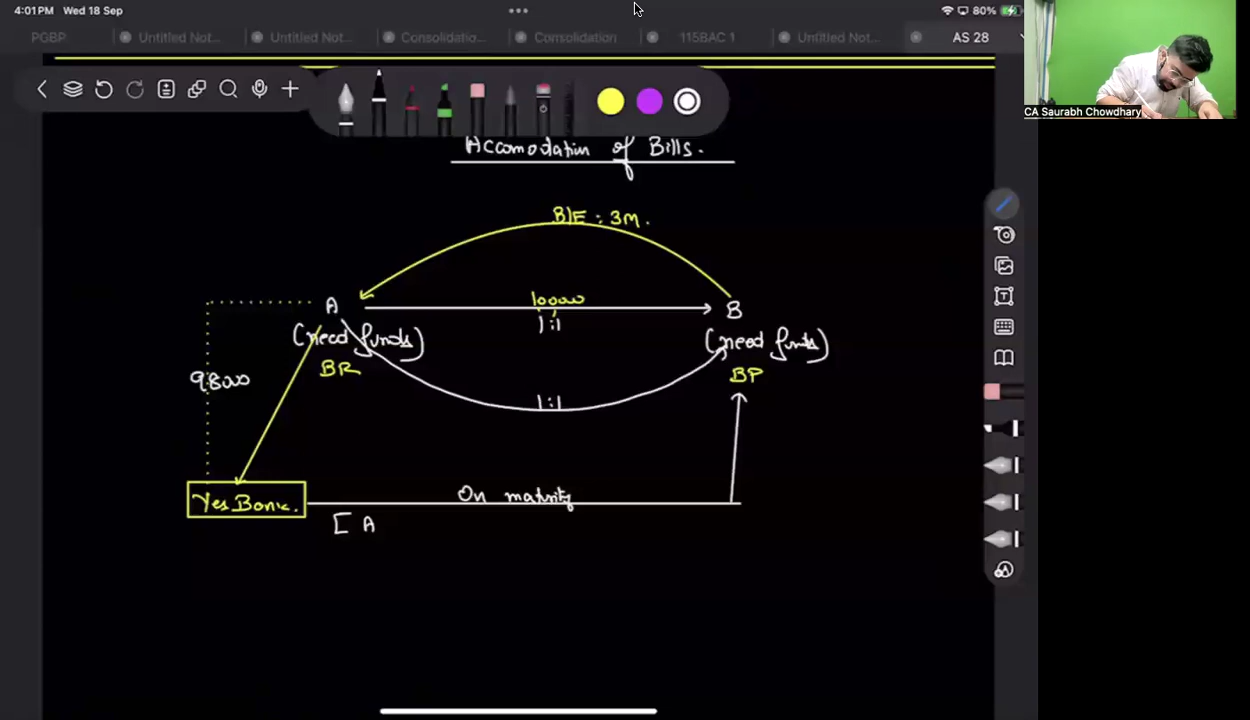 4:01 PM Wed 18 Sep
80%
PGBP
Untitled Not...
Untitled Not...
Consolidatio...
Consolidation
115BAC 1
Untitled Not...
AS 28
CA Saurabh Chowdhary
Accomodation of Bills.
B/E : 3M.
A
10000
B
1:1
(need funds)
(need funds)
BR
BP
9800
1:1
On maturity
Yes Bank.
[ A